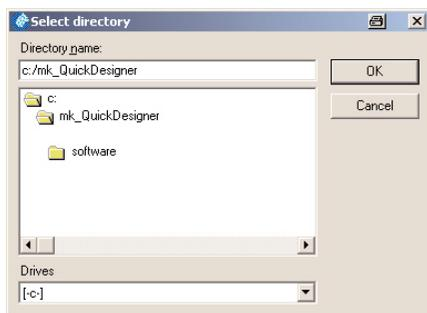 Select directory
Directory name:
c:/mk_QuickDesigner
OK
Cancel
c:
mk_QuickDesigner
software
Drives
[-c-]